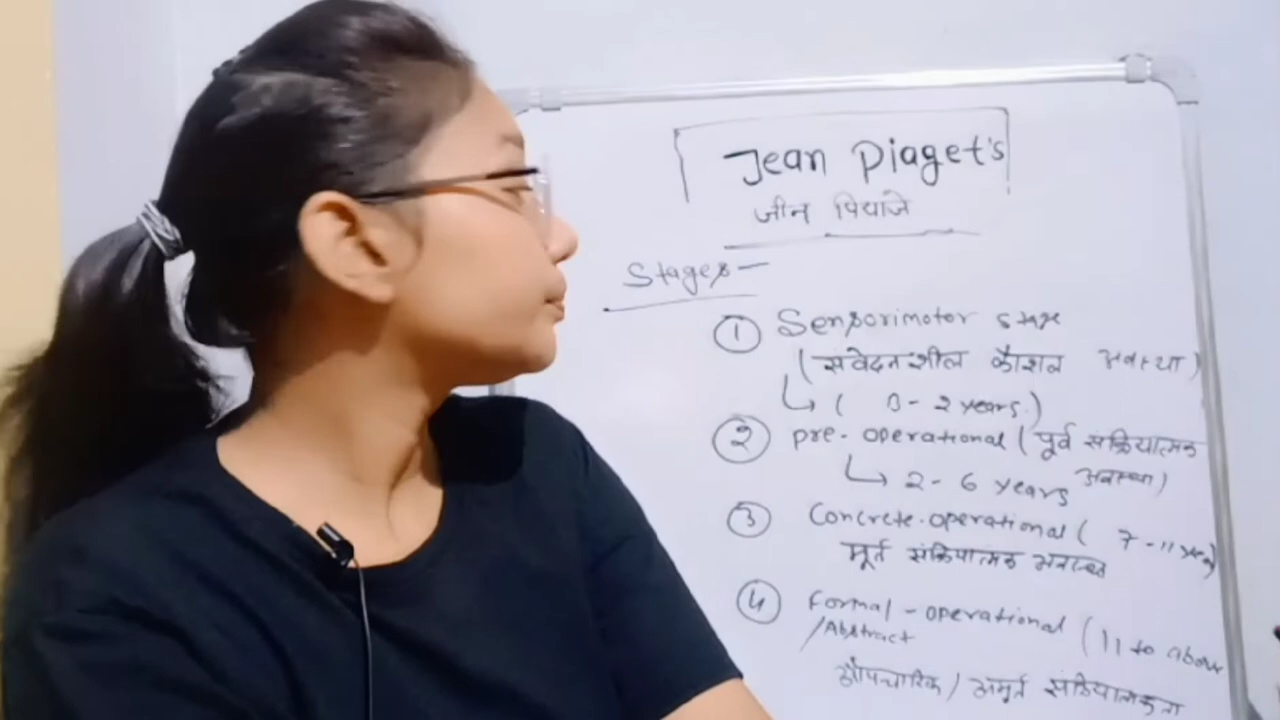 Jean Piaget's
जीन पियाजे
Stages -
① Sensorimotor stage
(संवेदनशील कौशल अवस्था)
↳ ( 0 - 2 years.)
② pre - operational ( पूर्व संक्रियात्मक
↳ 2 - 6 years अवस्था)
③ Concrete - operational ( 7 - 11 year)
मूर्त संक्रियात्मक अवस्था
④ Formal - operational ( 11 to above
/Abstract
औपचारिक / अमूर्त संक्रियात्मकता